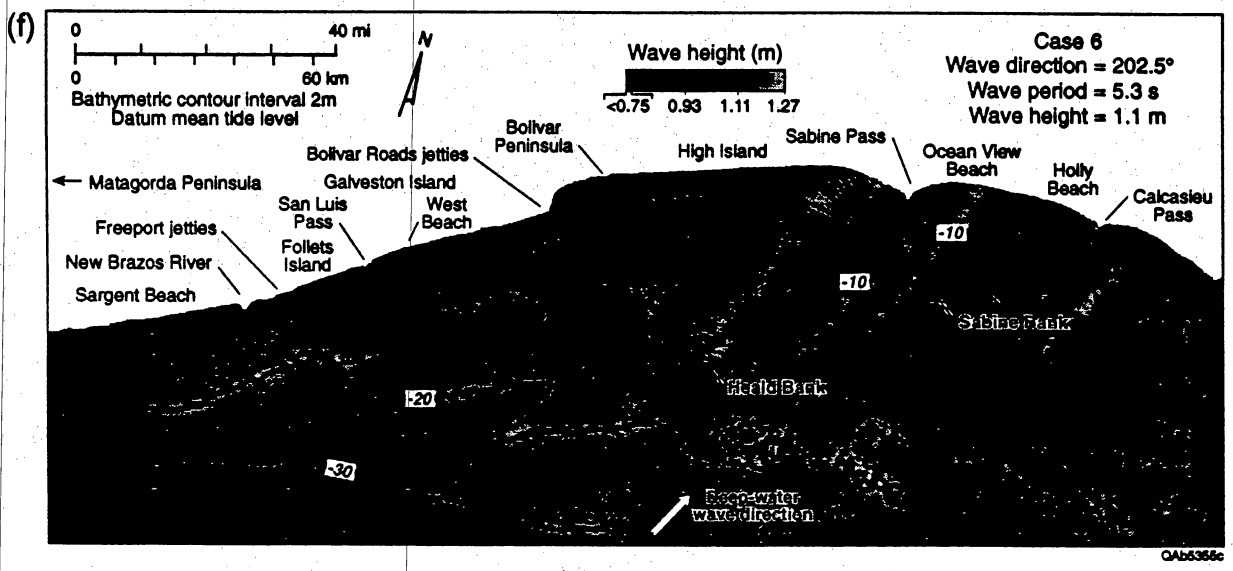 (f)
0 40 mi
0 60 km
Bathymetric contour interval 2m
Datum mean tide level
N
Wave height (m)
<0.75 0.93 1.11 1.27
Case 6
Wave direction = 202.5°
Wave period = 5.3 s
Wave height = 1.1 m
Matagorda Peninsula
Sargent Beach
New Brazos River
Freeport jetties
Follets
Island
San Luis
Pass
Galveston Island
West
Beach
Bolivar Roads jetties
Bolivar
Peninsula
High Island
Sabine Pass
Ocean View
Beach
Holly
Beach
Calcasieu
Pass
-10
-10
Sabine Bank
Heald Bank
-20
-30
Deep-water
wave direction
QAb5355c